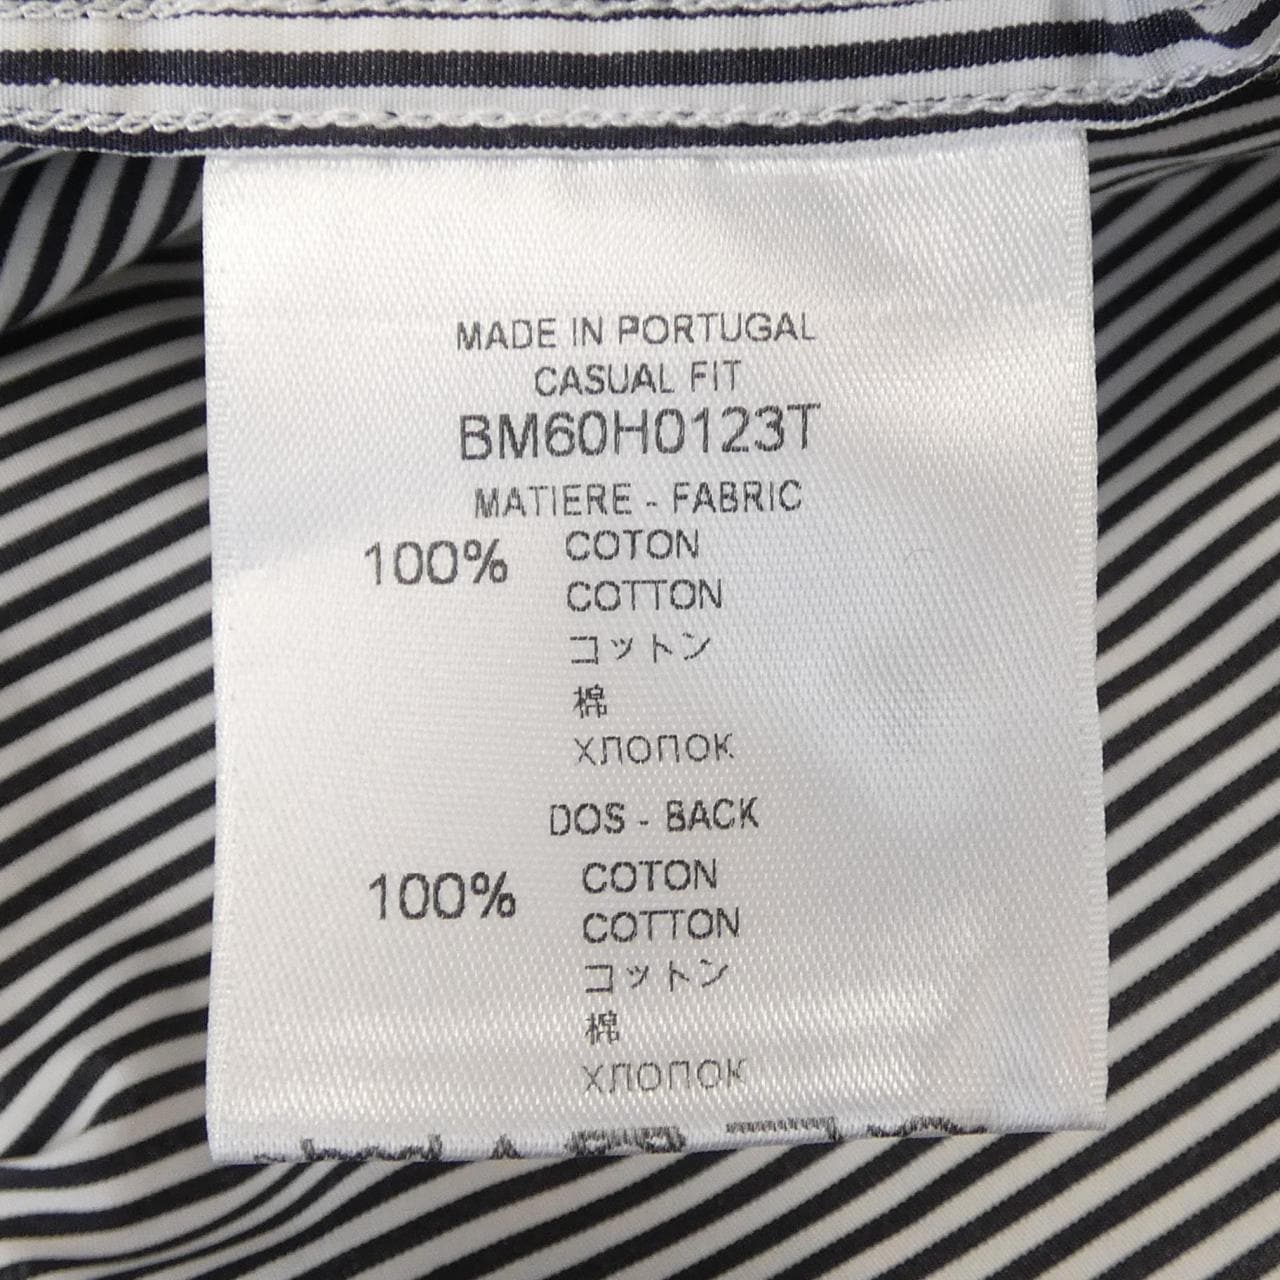 MADE IN PORTUGAL
CASUAL FIT
BM60H0123T
MATIERE - FABRIC
100% COTON
COTTON
コットン
棉
ХЛОПОК
DOS - BACK
100% COTON
COTTON
コットン
棉
ХЛОПОК